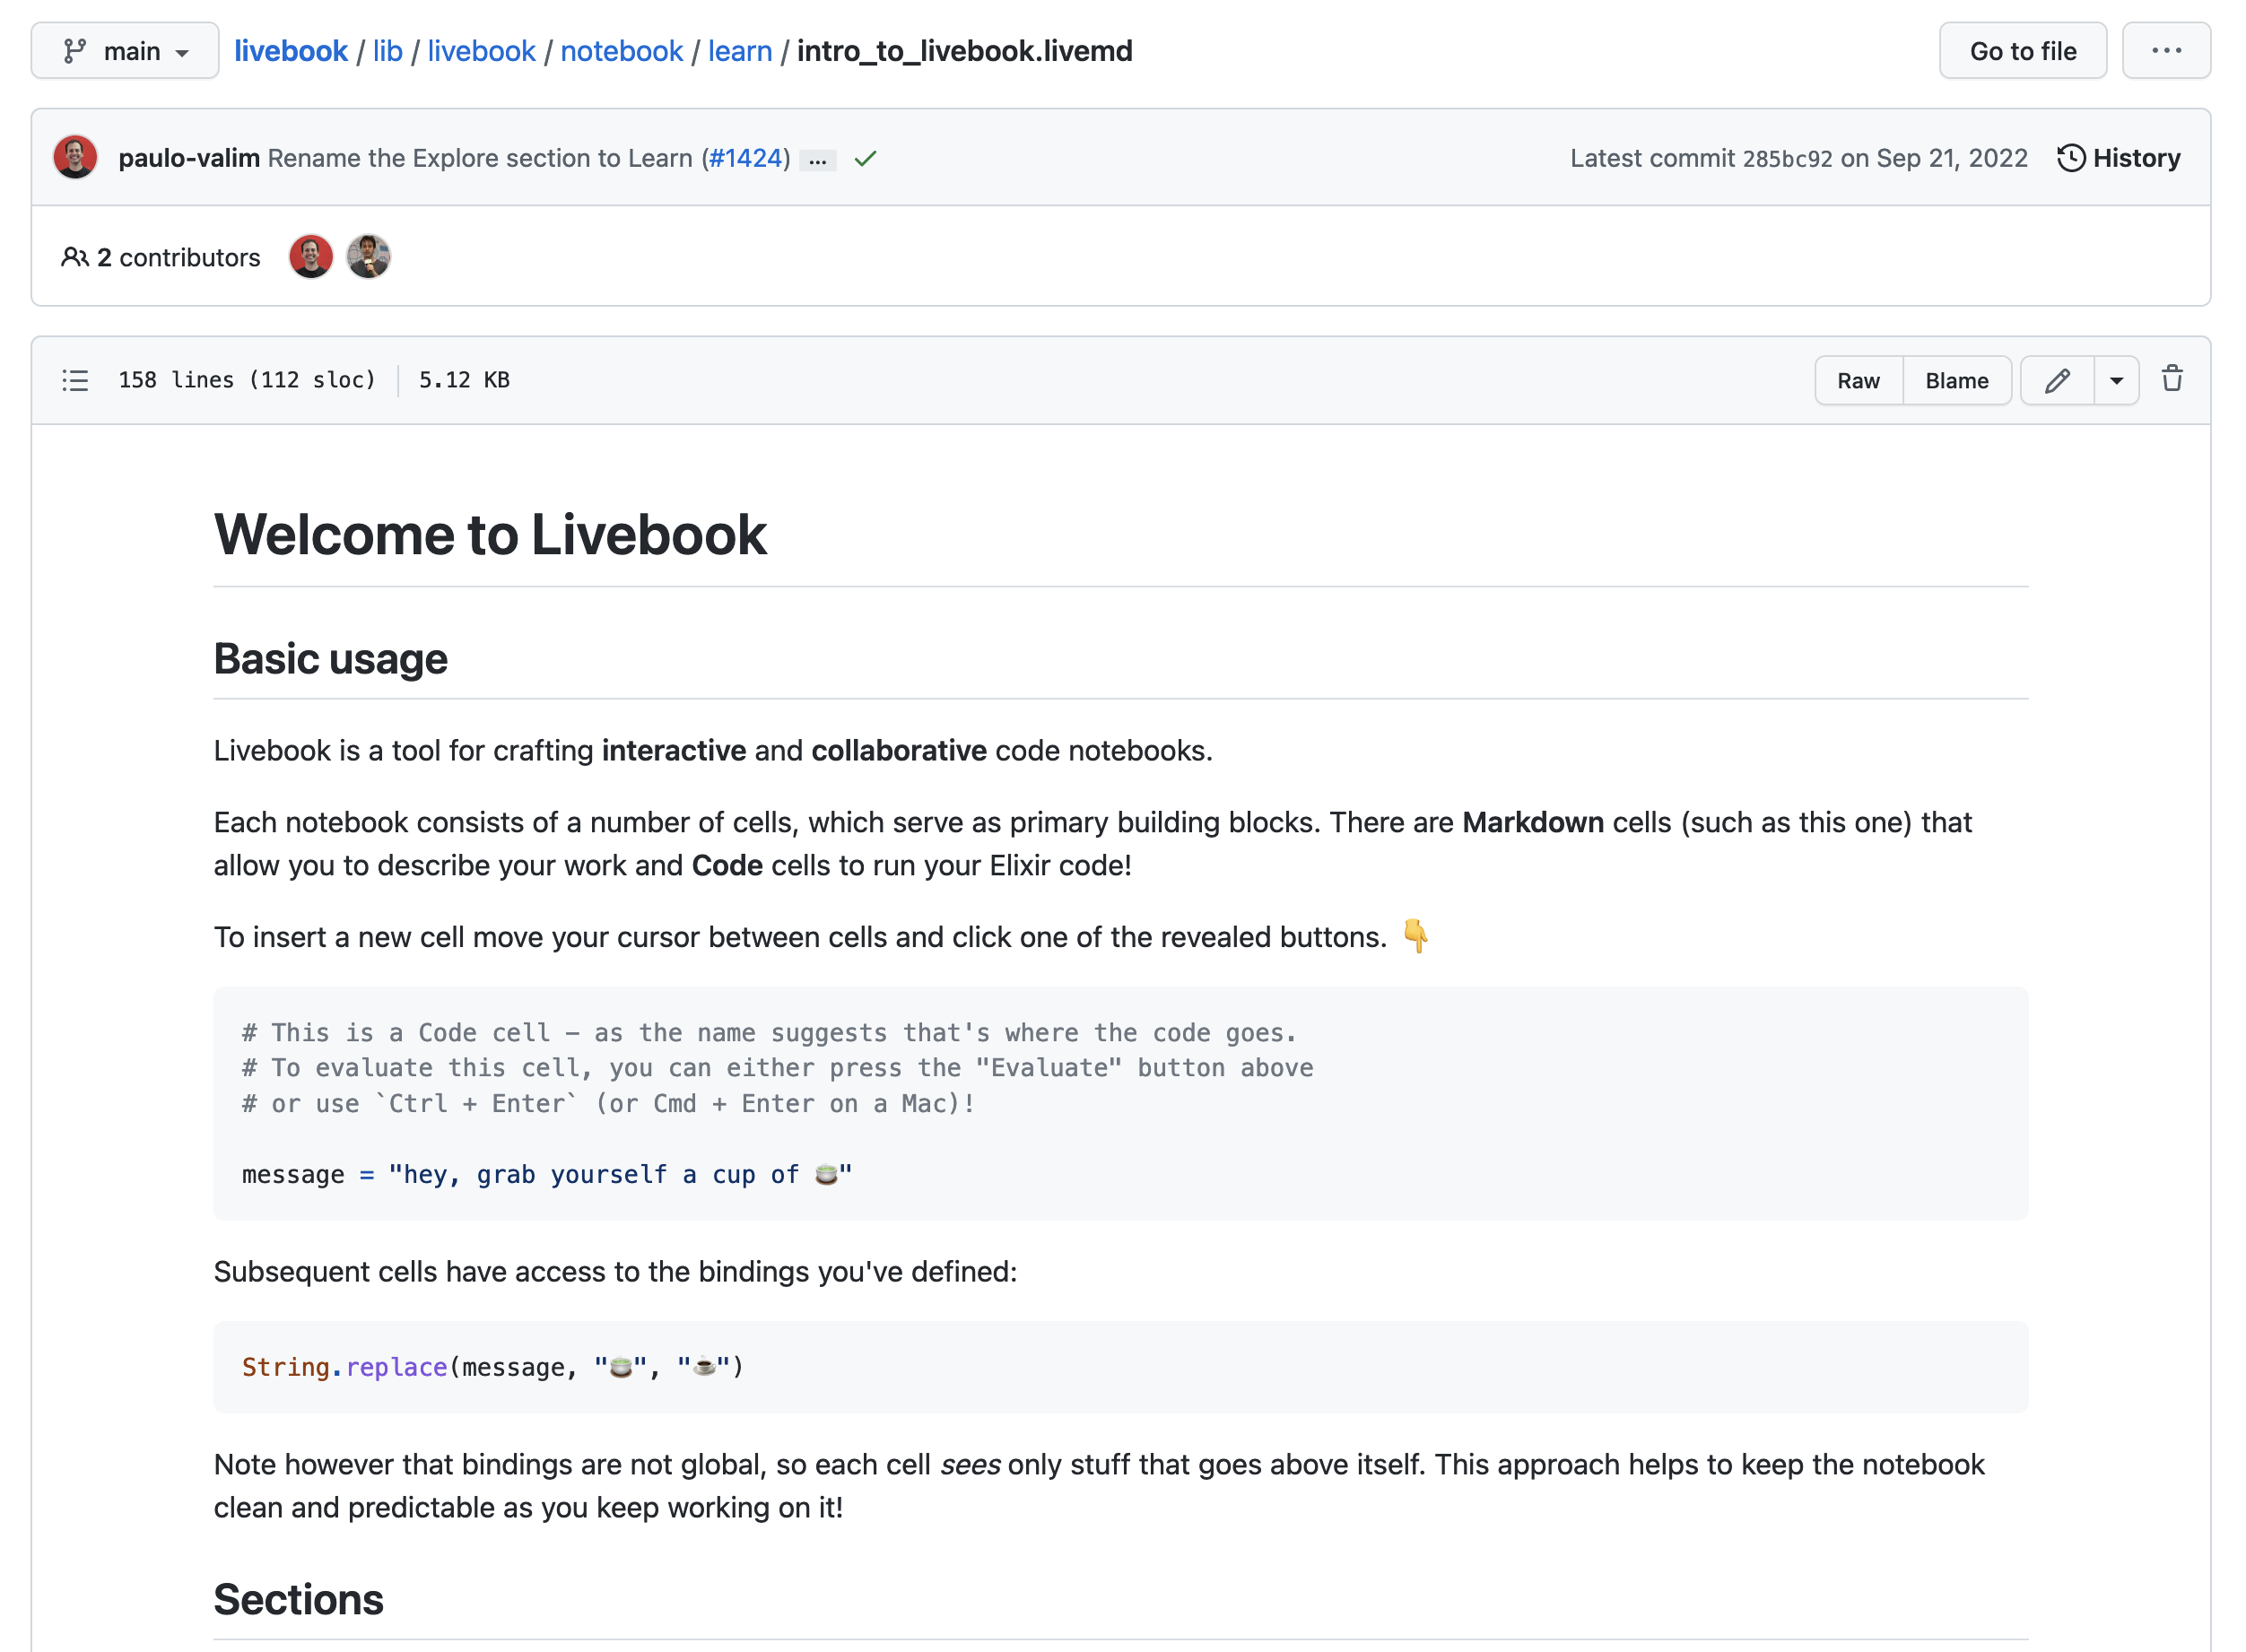 main livebook / lib / livebook / notebook / learn / intro_to_livebook.livemd Go to file ...
paulo-valim Rename the Explore section to Learn (#1424) ... Latest commit 285bc92 on Sep 21, 2022 History
2 contributors
158 lines (112 sloc) 5.12 KB Raw Blame
Welcome to Livebook
Basic usage
Livebook is a tool for crafting interactive and collaborative code notebooks.
Each notebook consists of a number of cells, which serve as primary building blocks. There are Markdown cells (such as this one) that
allow you to describe your work and Code cells to run your Elixir code!
To insert a new cell move your cursor between cells and click one of the revealed buttons. 👇
# This is a Code cell – as the name suggests that's where the code goes.
# To evaluate this cell, you can either press the "Evaluate" button above
# or use `Ctrl + Enter` (or Cmd + Enter on a Mac)!
message = "hey, grab yourself a cup of 🍵"
Subsequent cells have access to the bindings you've defined:
String.replace(message, "🍵", "☕")
Note however that bindings are not global, so each cell sees only stuff that goes above itself. This approach helps to keep the notebook
clean and predictable as you keep working on it!
Sections